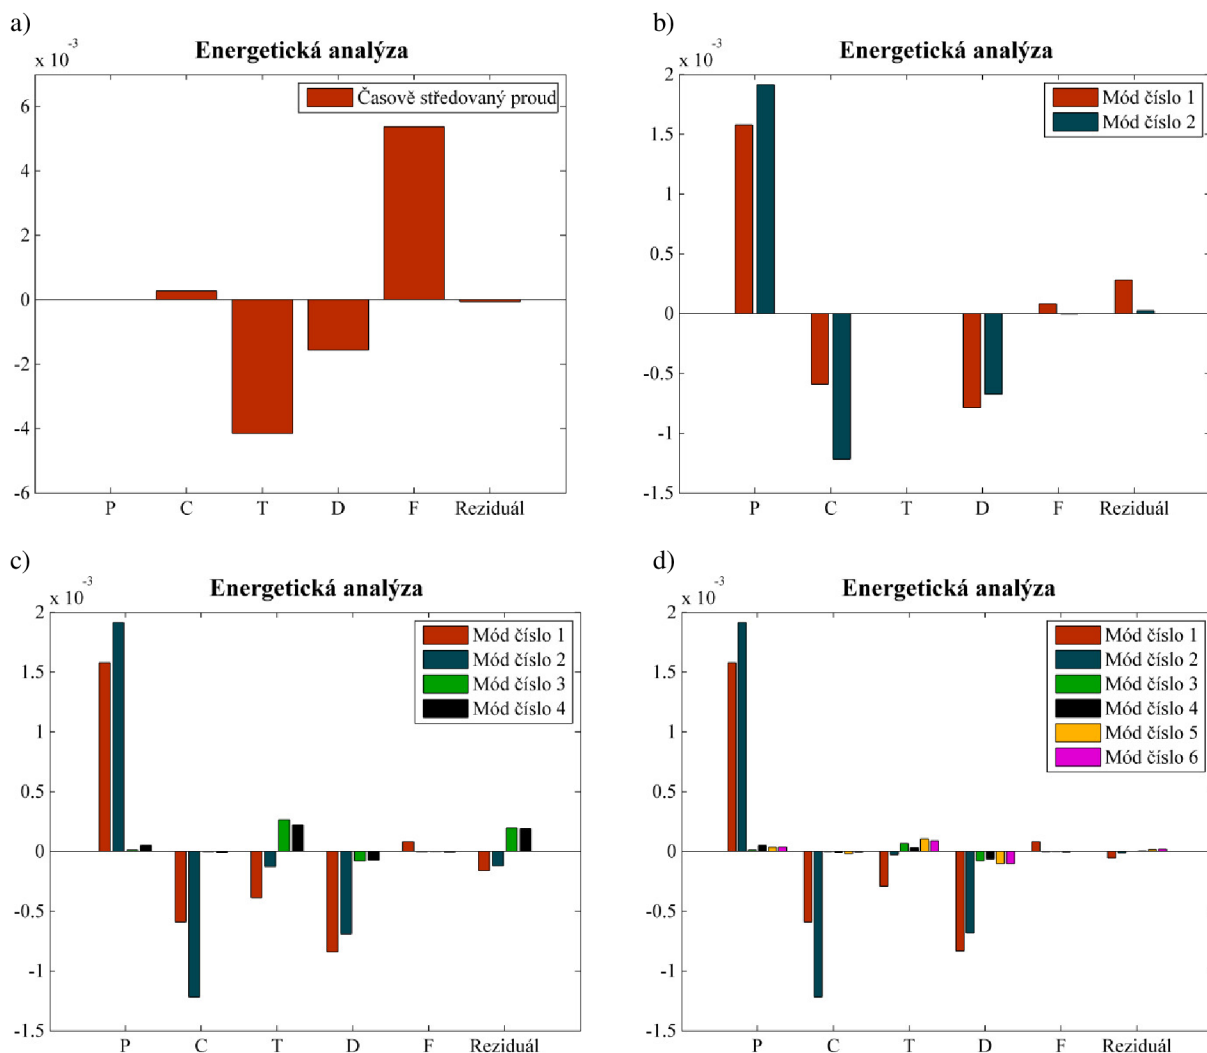 a)
x 10⁻³
Energetická analýza
Časově středovaný proud
6
4
2
0
-2
-4
-6
P C T D F Reziduál
b)
x 10⁻³
Energetická analýza
Mód číslo 1
Mód číslo 2
2
1.5
1
0.5
0
-0.5
-1
-1.5
P C T D F Reziduál
c)
x 10⁻³
Energetická analýza
Mód číslo 1
Mód číslo 2
Mód číslo 3
Mód číslo 4
2
1.5
1
0.5
0
-0.5
-1
-1.5
P C T D F Reziduál
d)
x 10⁻³
Energetická analýza
Mód číslo 1
Mód číslo 2
Mód číslo 3
Mód číslo 4
Mód číslo 5
Mód číslo 6
2
1.5
1
0.5
0
-0.5
-1
-1.5
P C T D F Reziduál